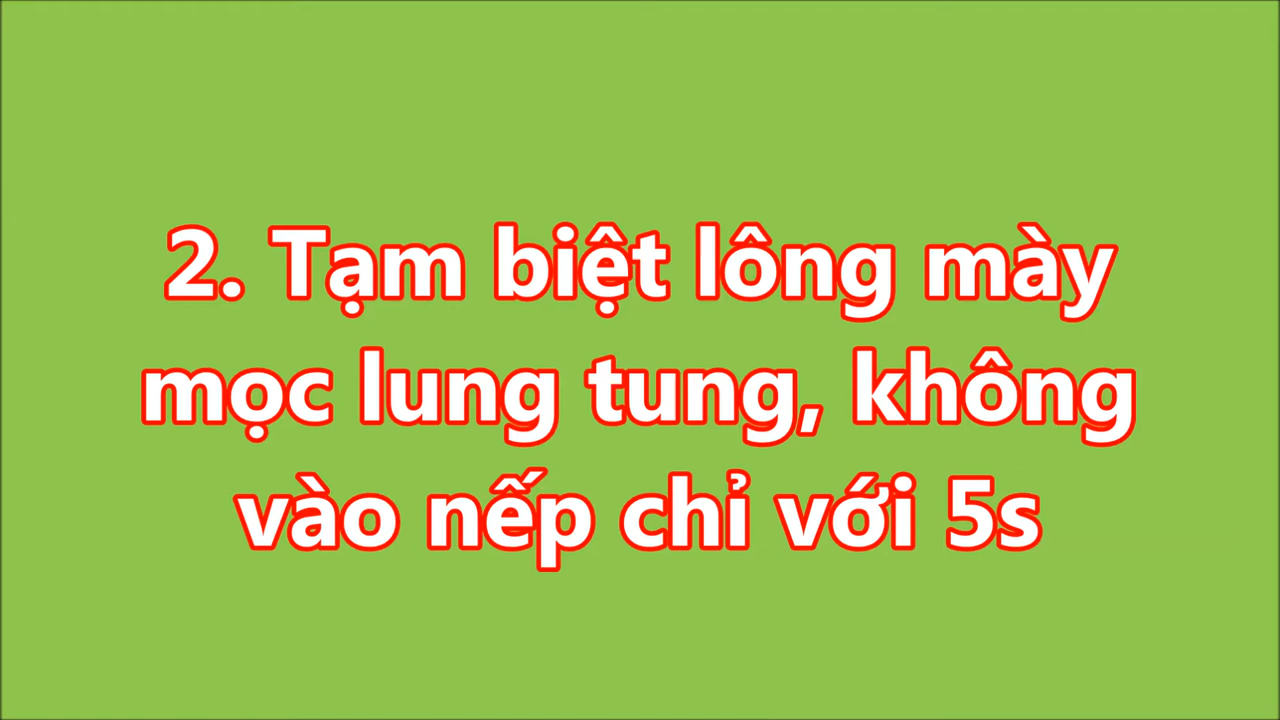 2. Tạm biệt lông mày
mọc lung tung, không
vào nếp chỉ với 5s